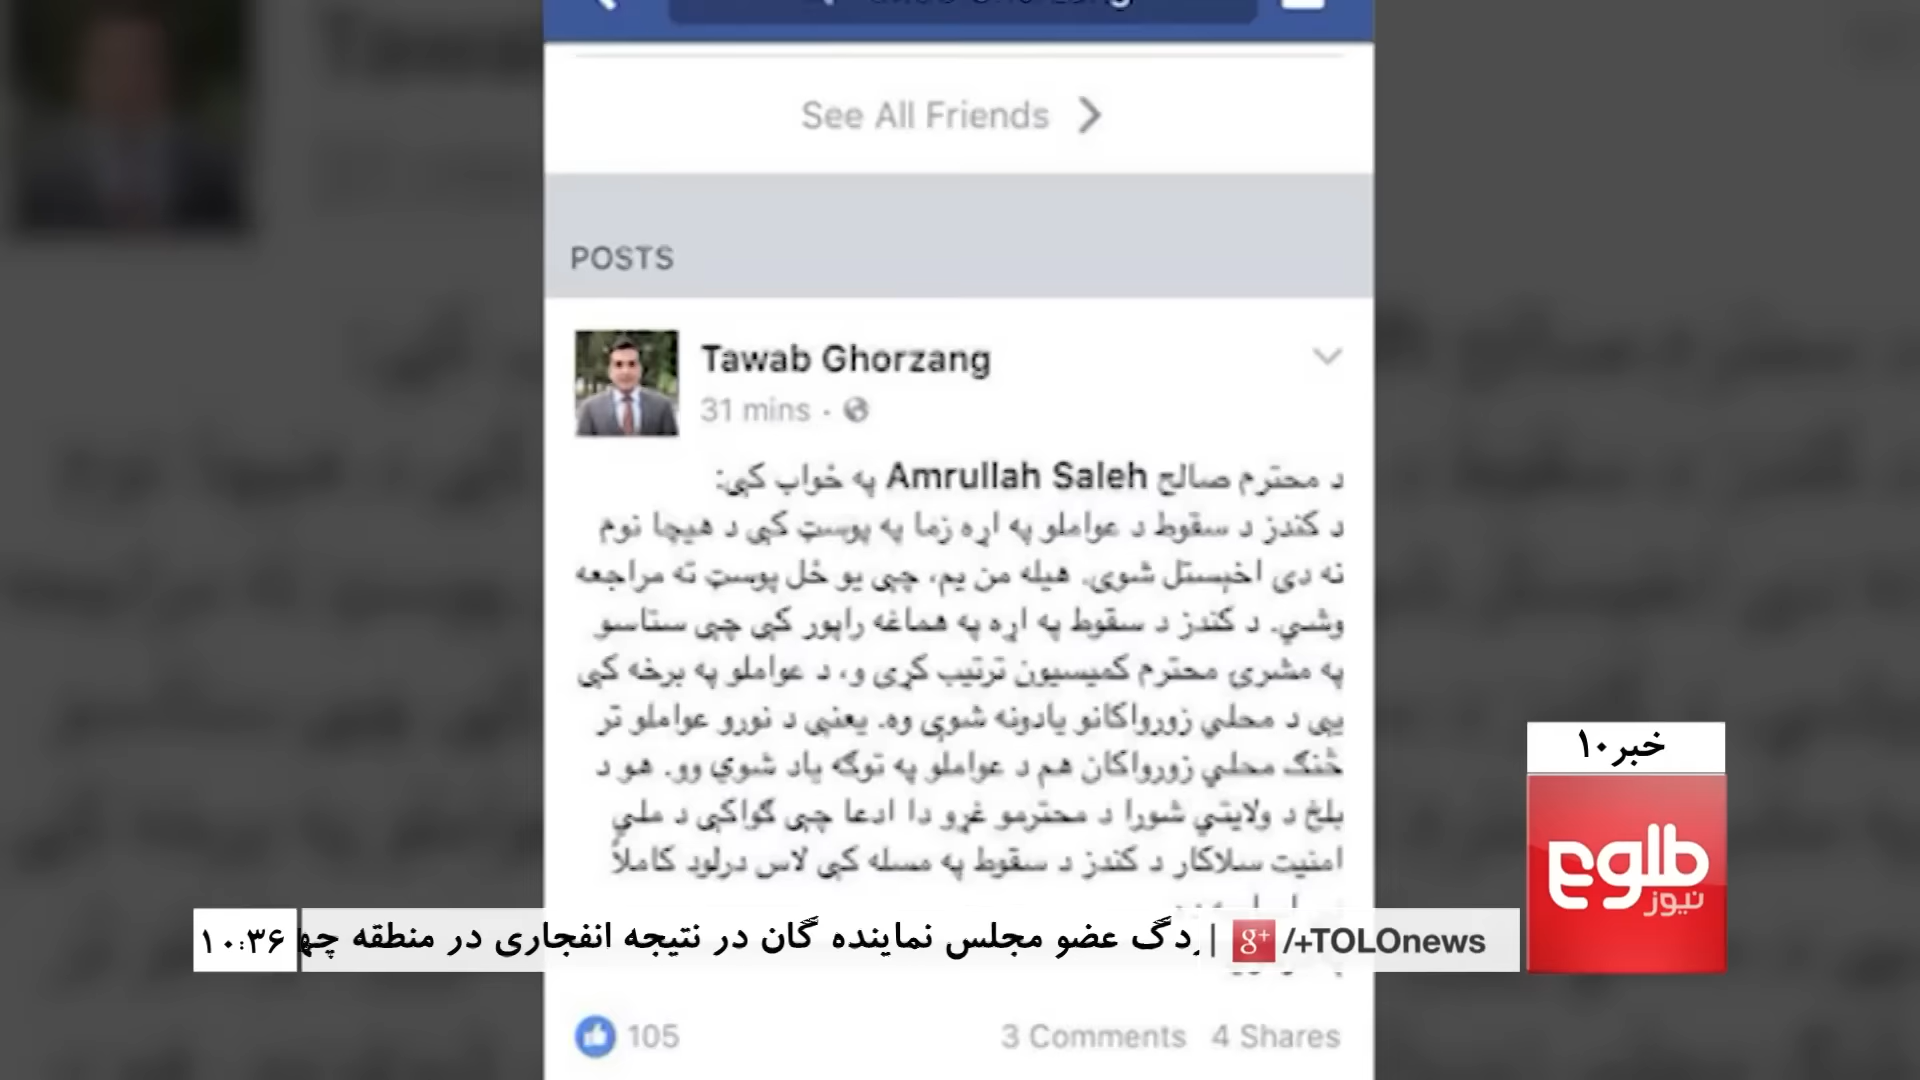 See All Friends
POSTS
Tawab Ghorzang
31 mins ·
د محترم صالح Amrullah Saleh په ځواب کې:
د کندز د سقوط د عواملو په اړه زما په پوسټ کې د هیچا نوم
نه دی اخیستل شوی. هیله من یم، چې یو ځل پوسټ ته مراجعه
وشي. د کندز د سقوط په اړه په هماغه راپور کې چې ستاسو
په مشرۍ محترم کمیسیون ترتیب کړی و، د عواملو په برخه کې
یې د محلي زورواکانو یادونه شوې وه. یعنې د نورو عواملو تر
څنګ محلي زورواکان هم د عواملو په توګه یاد شوي وو. هو د
بلخ د ولایتي شورا د محترمو غړو دا ادعا چې ګواکې د ملي
امنیت سلاکار د کندز د سقوط په مسله کې لاس درلود کاملاً
خبر۱۰
طلوع
نیوز
۱۰:۳۶
دگ عضو مجلس نماینده گان در نتیجه انفجاری در منطقه چه
| g+ /+TOLOnews
105
3 Comments 4 Shares